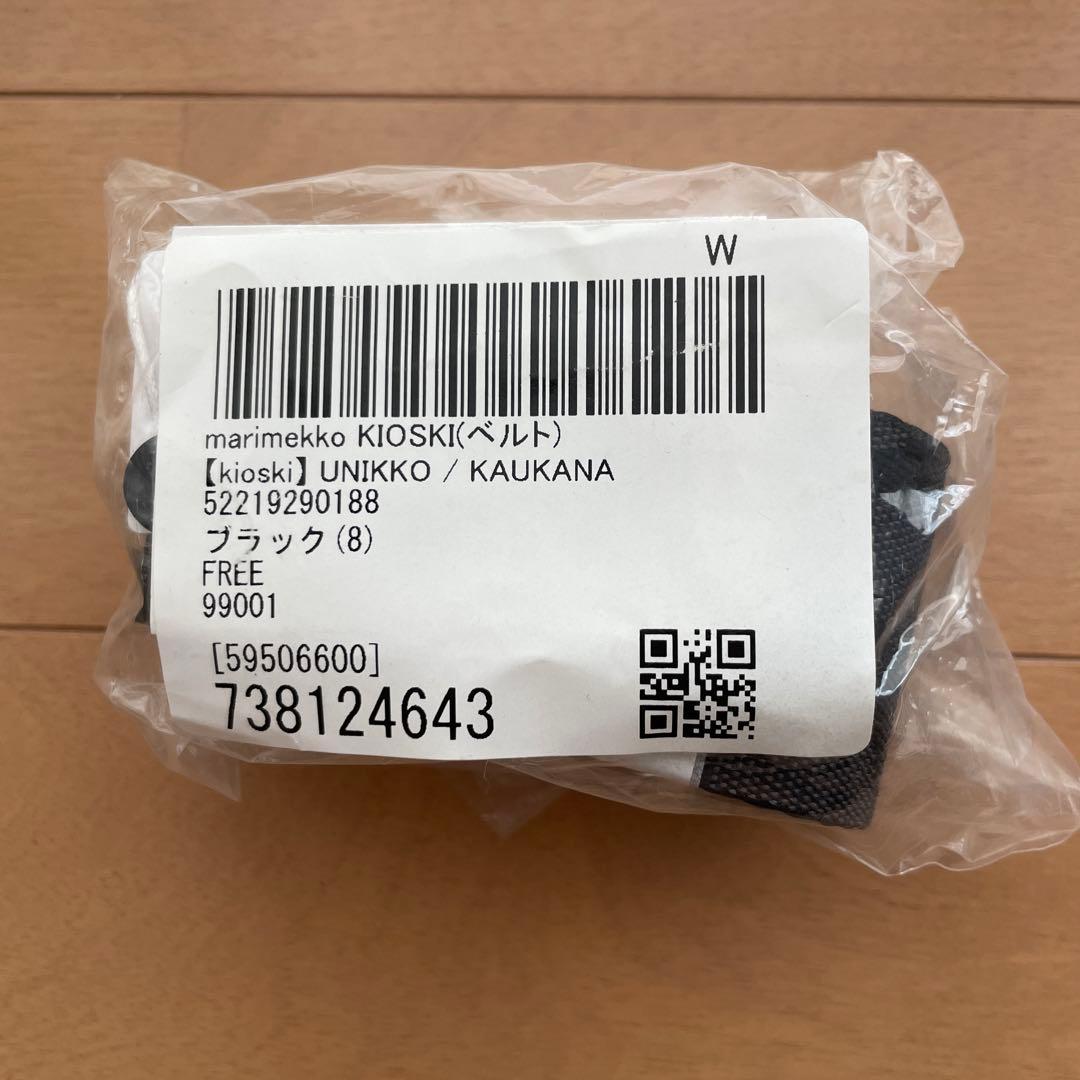 W
marimekko KIOSKI(ベルト)
【kioski】 UNIKKO / KAUKANA
52219290188
ブラック(8)
FREE
99001
[59506600]
738124643